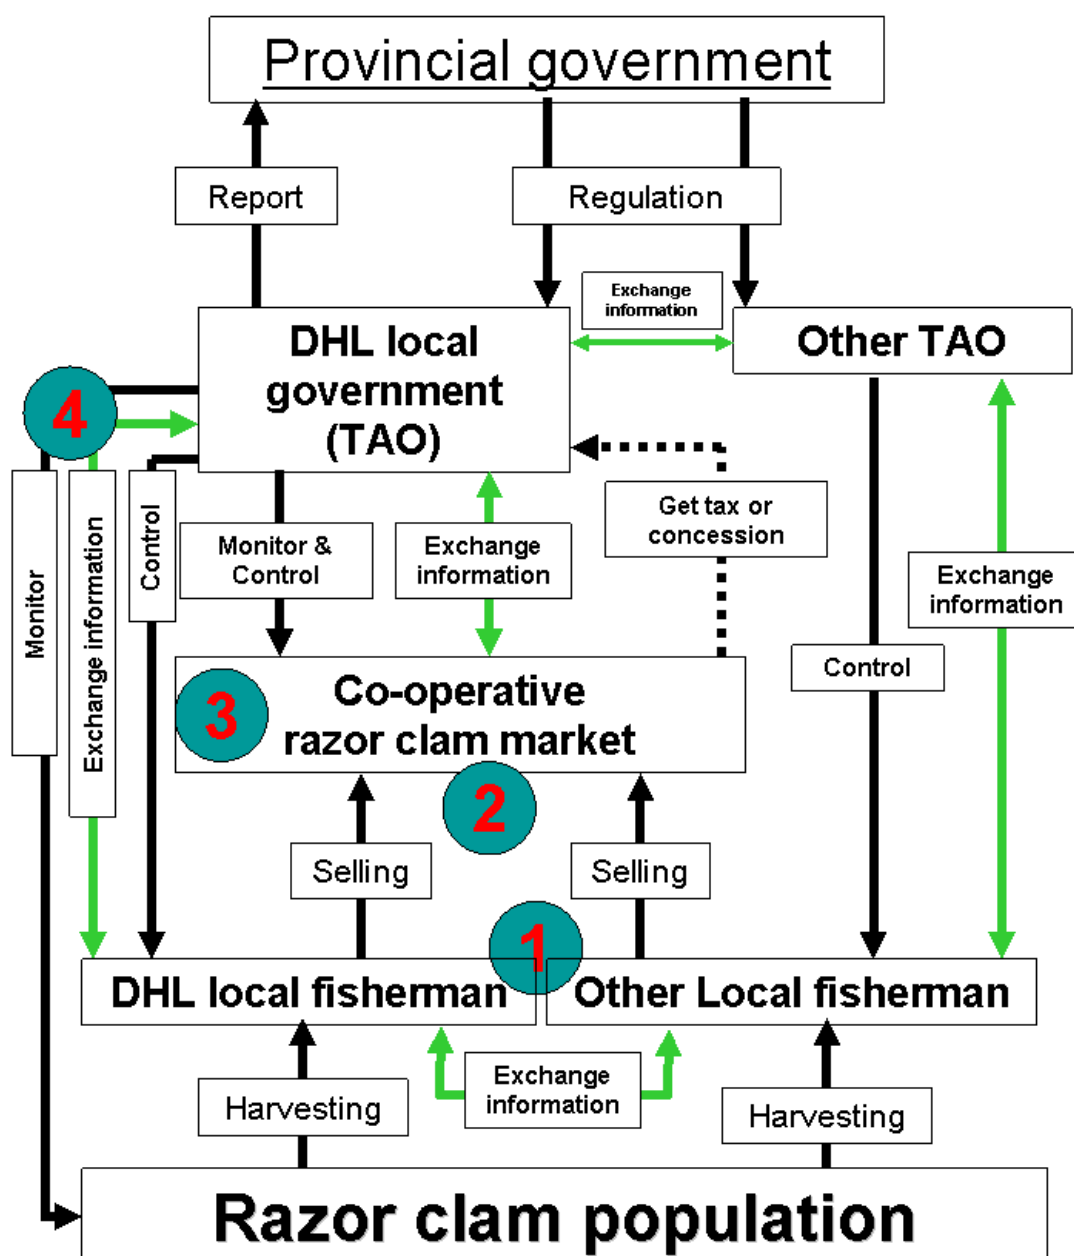 Provincial government
Report
Regulation
Exchange
information
DHL local
government
(TAO)
Other TAO
4
Monitor
Exchange information
Control
Monitor &
Control
Exchange
information
Get tax or
concession
Exchange
information
Control
3
Co-operative
razor clam market
2
Selling
Selling
1
DHL local fisherman
Other Local fisherman
Exchange
information
Harvesting
Harvesting
Razor clam population